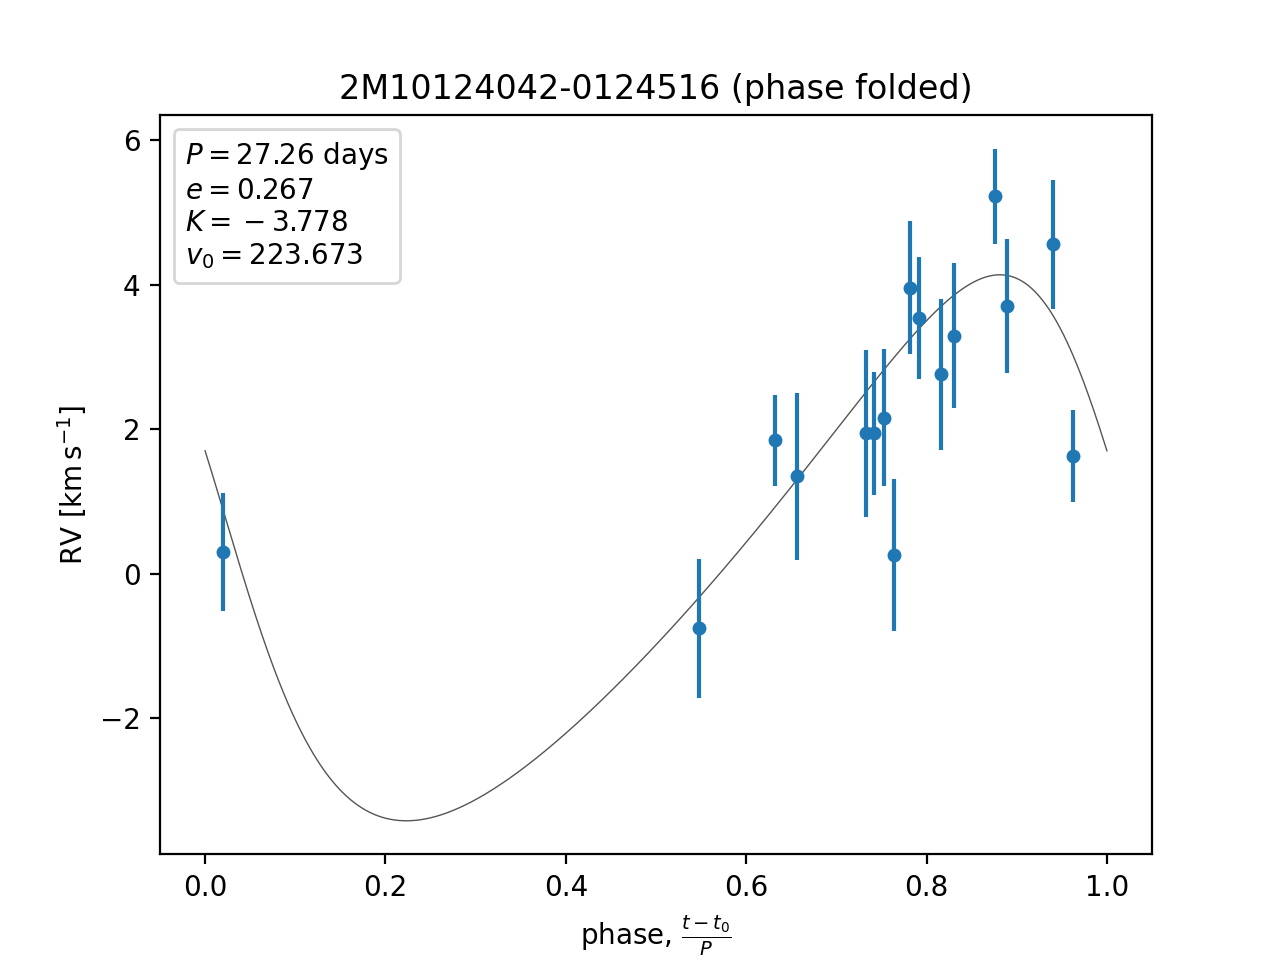 2M10124042-0124516 (phase folded)
P = 27.26 days
e = 0.267
K = −3.778
v₀ = 223.673
6
4
2
0
−2
RV [km s⁻¹]
0.0 0.2 0.4 0.6 0.8 1.0
phase, (t − t₀)/P